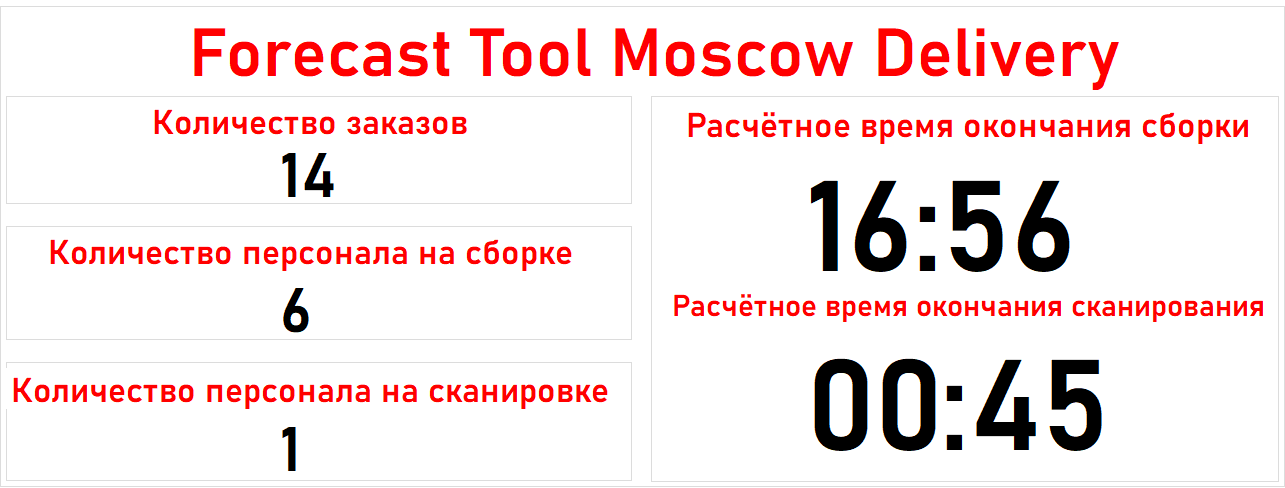 Forecast Tool Moscow Delivery
Количество заказов
14
Количество персонала на сборке
6
Количество персонала на сканировке
1
Расчётное время окончания сборки
16:56
Расчётное время окончания сканирования
00:45